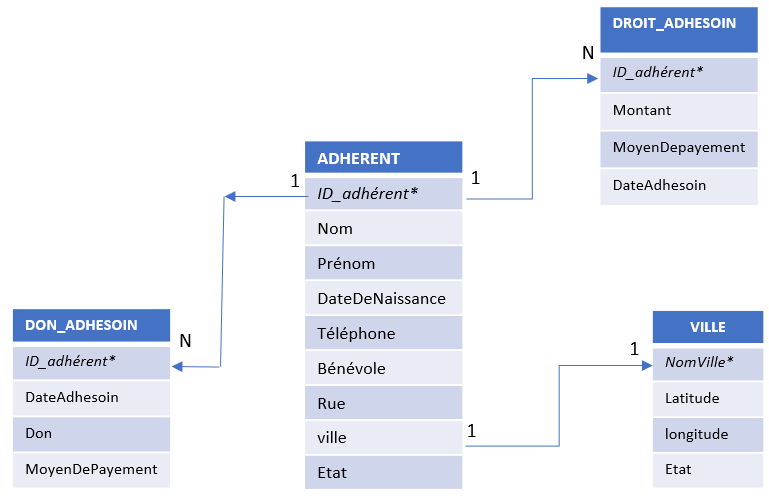 DROIT_ADHESOIN
N
ID_adhérent*
Montant
MoyenDepayement
DateAdhesoin
ADHERENT
1
1
ID_adhérent*
Nom
Prénom
DateDeNaissance
Téléphone
Bénévole
Rue
ville
Etat
1
DON_ADHESOIN
N
ID_adhérent*
DateAdhesoin
Don
MoyenDePayement
VILLE
1
NomVille*
Latitude
longitude
Etat